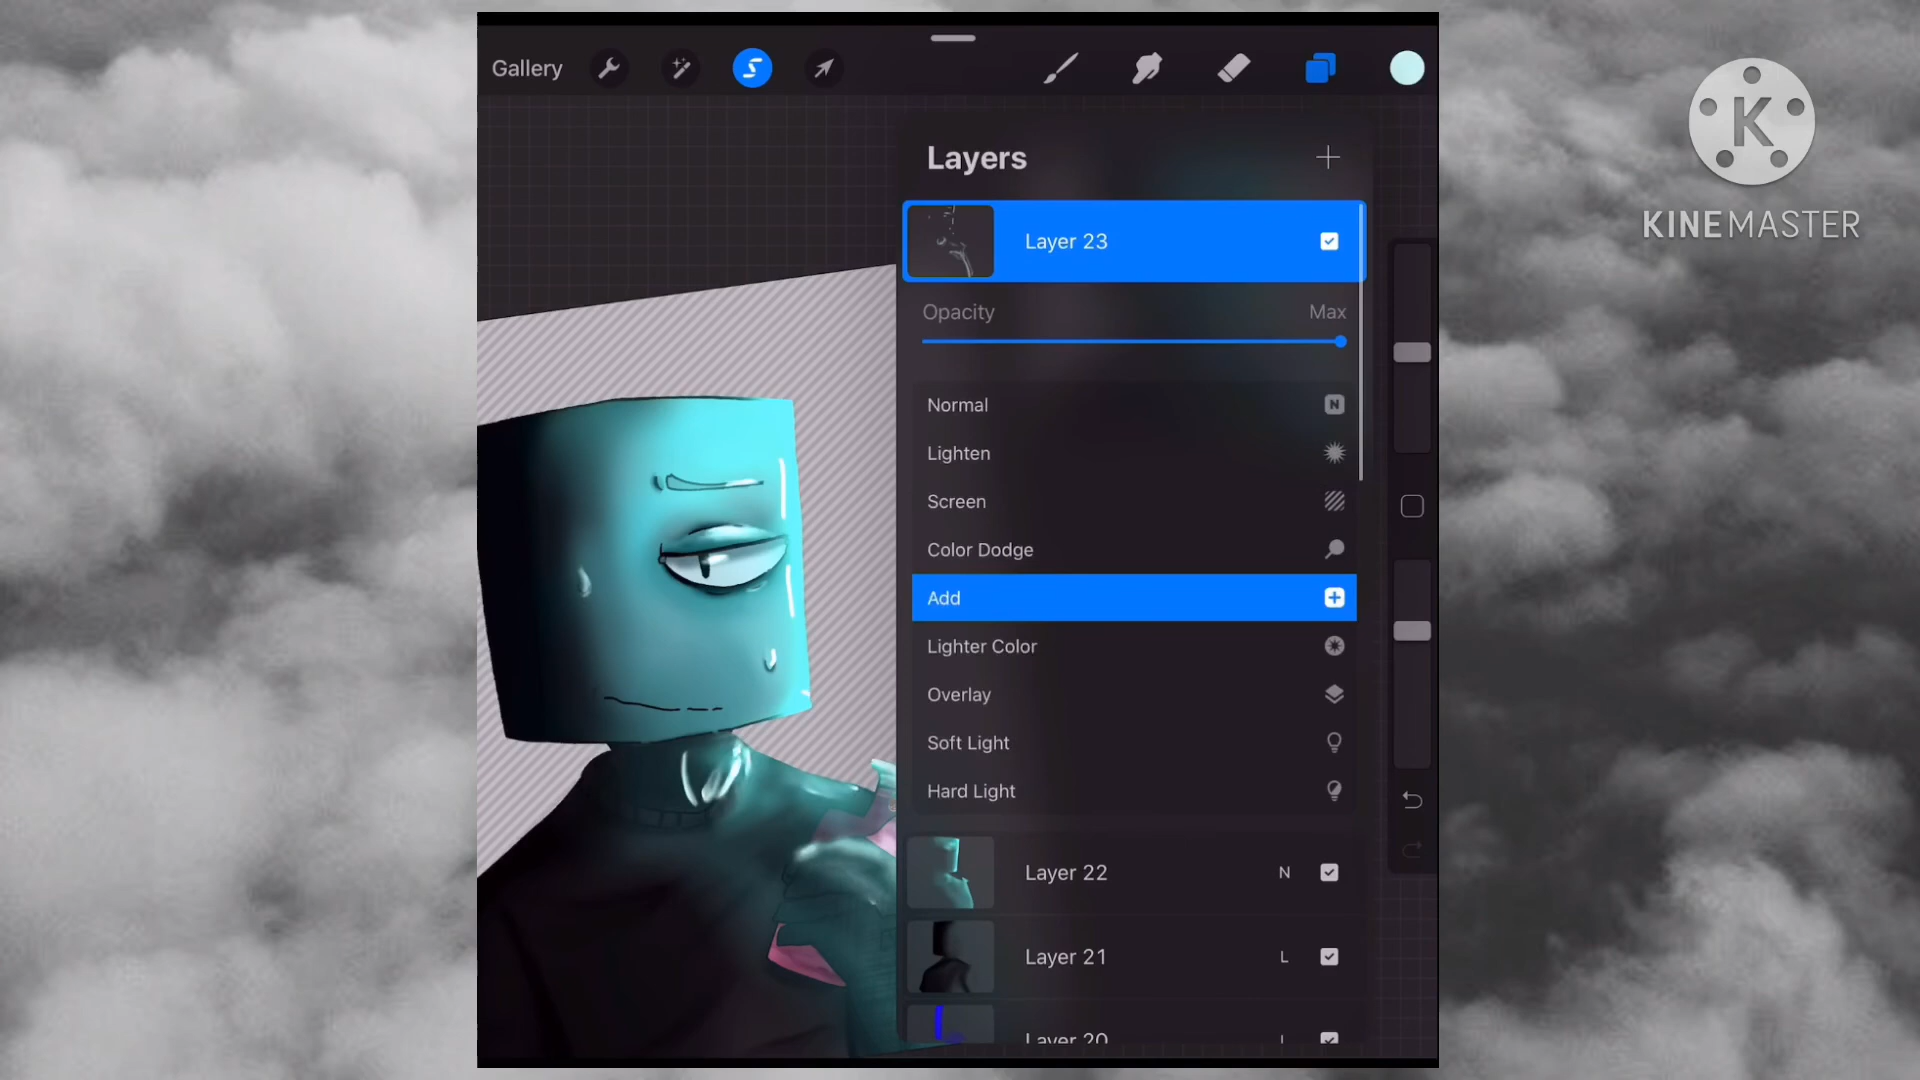 Gallery
Layers
Layer 23
Opacity Max
Normal N
Lighten
Screen
Color Dodge
Add
Lighter Color
Overlay
Soft Light
Hard Light
Layer 22 N
Layer 21 L
Layer 20 L
K
KINEMASTER